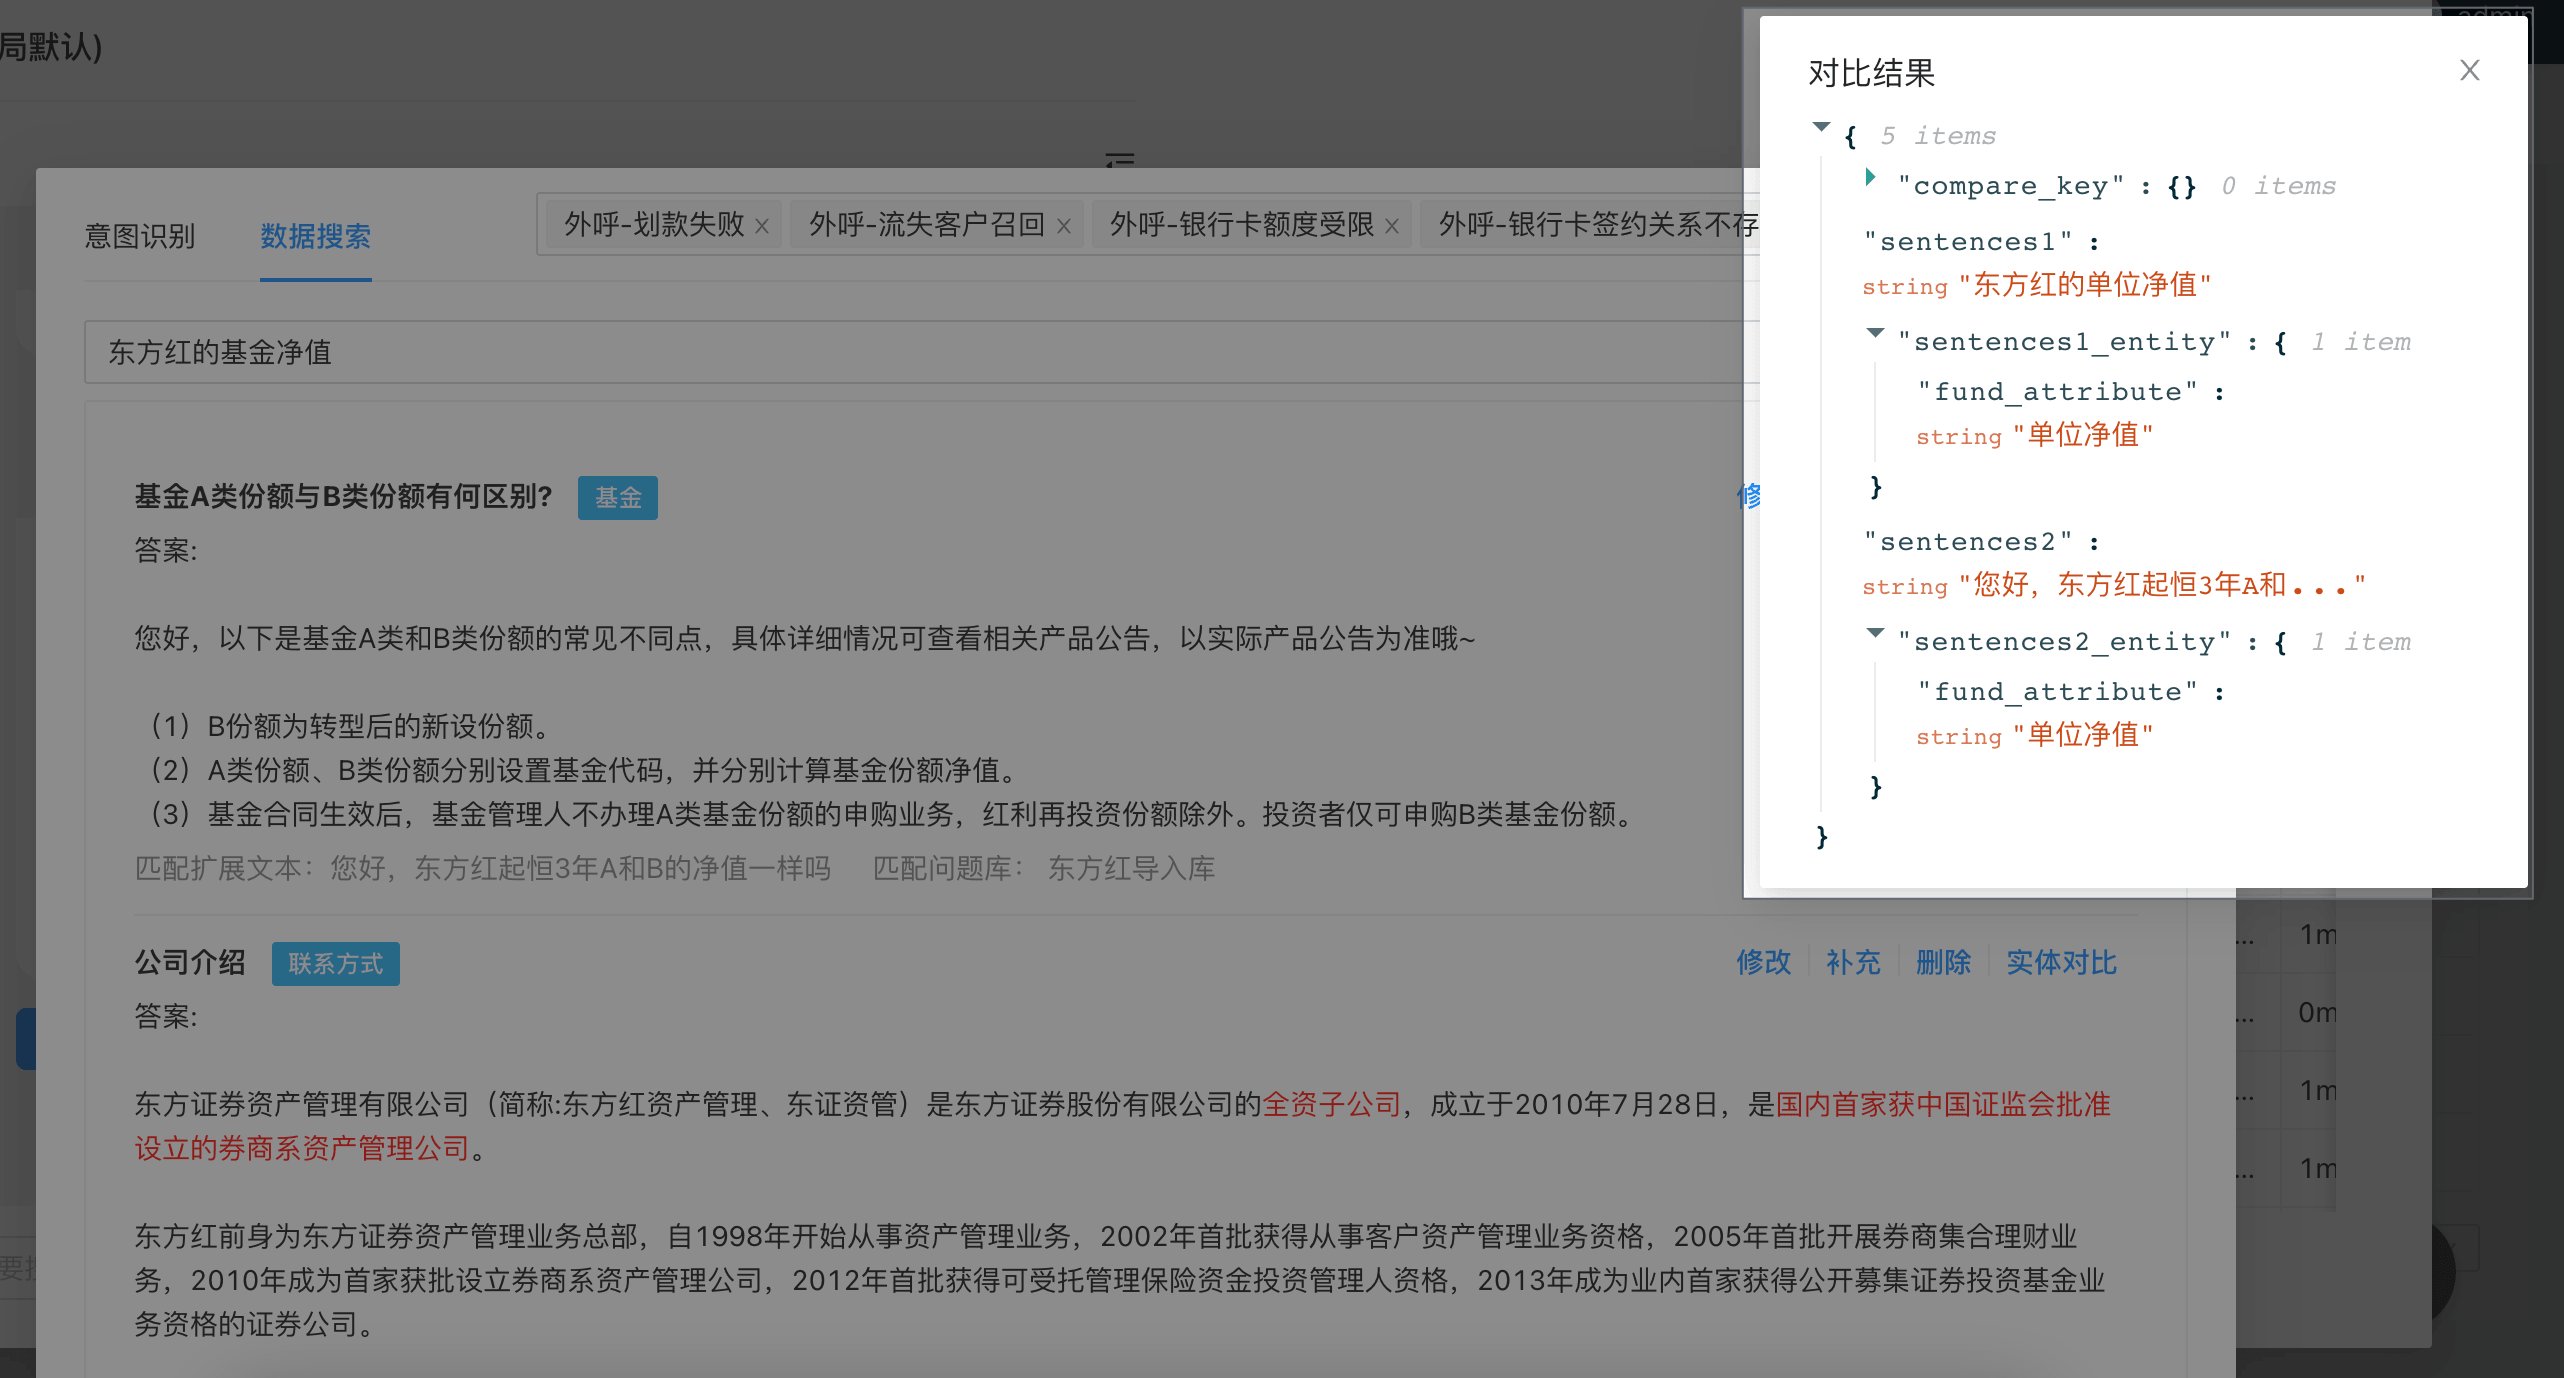 局默认)
admin
意图识别
数据搜索
外呼-划款失败 ×
外呼-流失客户召回 ×
外呼-银行卡额度受限 ×
外呼-银行卡签约关系不存
东方红的基金净值
基金A类份额与B类份额有何区别?
基金
修
答案:
您好，以下是基金A类和B类份额的常见不同点，具体详细情况可查看相关产品公告，以实际产品公告为准哦~
（1）B份额为转型后的新设份额。
（2）A类份额、B类份额分别设置基金代码，并分别计算基金份额净值。
（3）基金合同生效后，基金管理人不办理A类基金份额的申购业务，红利再投资份额除外。投资者仅可申购B类基金份额。
匹配扩展文本：您好，东方红起恒3年A和B的净值一样吗 匹配问题库： 东方红导入库
公司介绍
联系方式
修改
补充
删除
实体对比
答案:
东方证券资产管理有限公司（简称:东方红资产管理、东证资管）是东方证券股份有限公司的全资子公司，成立于2010年7月28日，是国内首家获中国证监会批准
设立的券商系资产管理公司。
东方红前身为东方证券资产管理业务总部，自1998年开始从事资产管理业务，2002年首批获得从事客户资产管理业务资格，2005年首批开展券商集合理财业
务，2010年成为首家获批设立券商系资产管理公司，2012年首批获得可受托管理保险资金投资管理人资格，2013年成为业内首家获得公开募集证券投资基金业
务资格的证券公司。
对比结果
{ 5 items
"compare_key" : {} 0 items
"sentences1" :
string "东方红的单位净值"
"sentences1_entity" : { 1 item
"fund_attribute" :
string "单位净值"
}
"sentences2" :
string "您好，东方红起恒3年A和..."
"sentences2_entity" : { 1 item
"fund_attribute" :
string "单位净值"
}
}
... 1m
... 0m
... 1m
... 1m